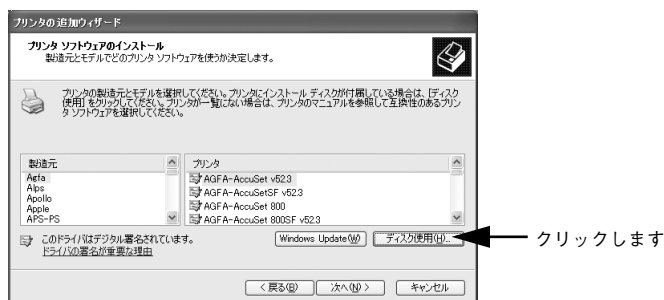 プリンタの追加ウィザード
プリンタ ソフトウェアのインストール
製造元とモデルでどのプリンタ ソフトウェアを使うか決定します。
プリンタの製造元とモデルを選択してください。プリンタにインストール ディスクが付属している場合は、[ディスク
使用] をクリックしてください。プリンタが一覧にない場合は、プリンタのマニュアルを参照して互換性のあるプリン
タ ソフトウェアを選択してください。
製造元
Agfa
Alps
Apollo
Apple
APS-PS
プリンタ
AGFA-AccuSet v52.3
AGFA-AccuSetSF v52.3
AGFA-AccuSet 800
AGFA-AccuSet 800SF v52.3
このドライバはデジタル署名されています。
ドライバの署名が重要な理由
Windows Update(W)
ディスク使用(H)...
クリックします
< 戻る(B)
次へ(N) >
キャンセル